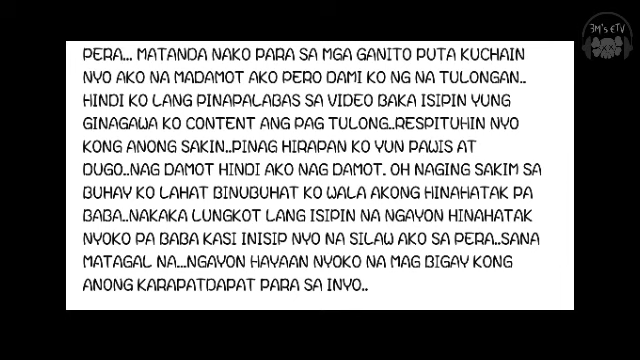 3M's ETV
PERA... MATANDA NAKO PARA SA MGA GANITO PUTA KUCHAIN
NYO AKO NA MADAMOT AKO PERO DAMI KO NG NA TULONGAN..
HINDI KO LANG PINAPALABAS SA VIDEO BAKA ISIPIN YUNG
GINAGAWA KO CONTENT ANG PAG TULONG..RESPITUHIN NYO
KONG ANONG SAKIN..PINAG HIRAPAN KO YUN PAWIS AT
DUGO..NAG DAMOT HINDI AKO NAG DAMOT. OH NAGING SAKIM SA
BUHAY KO LAHAT BINUBUHAT KO WALA AKONG HINAHATAK PA
BABA..NAKAKA LUNGKOT LANG ISIPIN NA NGAYON HINAHATAK
NYOKO PA BABA KASI INISIP NYO NA SILAW AKO SA PERA..SANA
MATAGAL NA...NGAYON HAYAAN NYOKO NA MAG BIGAY KONG
ANONG KARAPATDAPAT PARA SA INYO..